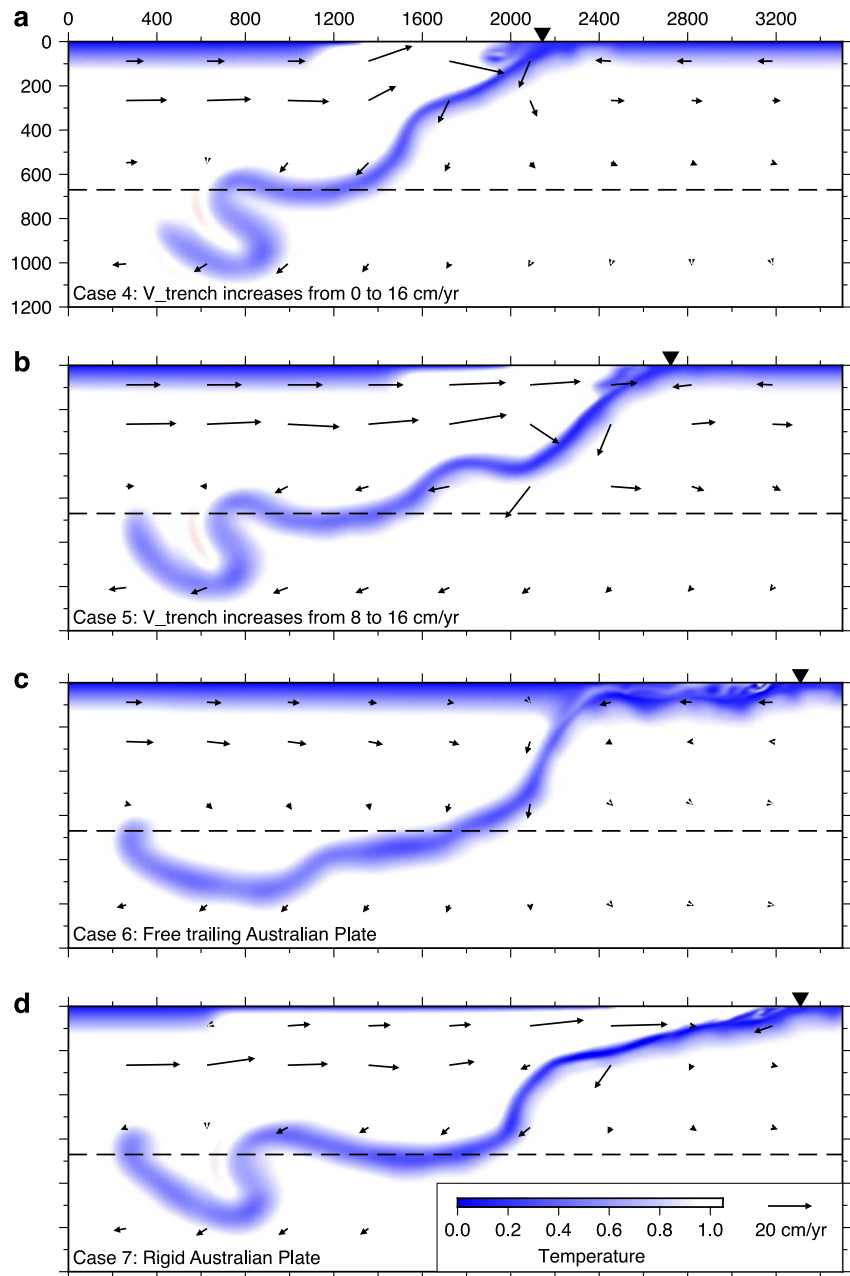 a
0 400 800 1200 1600 2000 2400 2800 3200
0
200
400
600
800
1000
1200
Case 4: V_trench increases from 0 to 16 cm/yr
b
Case 5: V_trench increases from 8 to 16 cm/yr
c
Case 6: Free trailing Australian Plate
d
Case 7: Rigid Australian Plate
0.0 0.2 0.4 0.6 0.8 1.0
Temperature
20 cm/yr